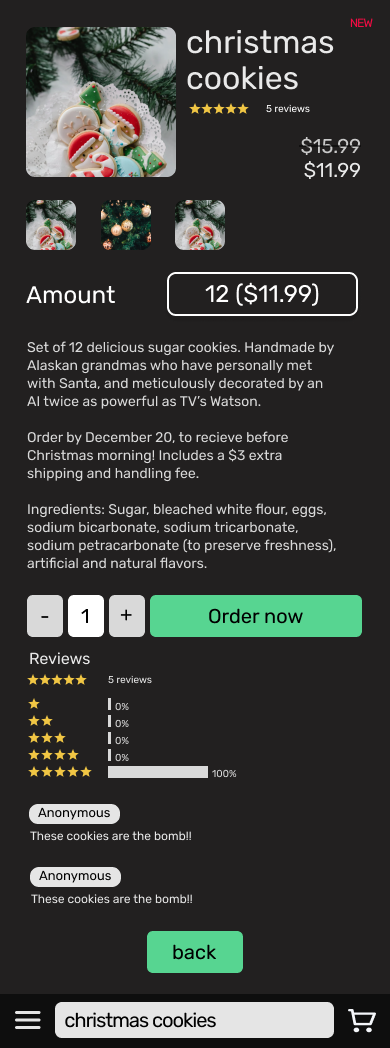 NEW
christmas
cookies
5 reviews
$15.99
$11.99
Amount
12 ($11.99)
Set of 12 delicious sugar cookies. Handmade by
Alaskan grandmas who have personally met
with Santa, and meticulously decorated by an
AI twice as powerful as TV's Watson.
Order by December 20, to recieve before
Christmas morning! Includes a $3 extra
shipping and handling fee.
Ingredients: Sugar, bleached white flour, eggs,
sodium bicarbonate, sodium tricarbonate,
sodium petracarbonate (to preserve freshness),
artificial and natural flavors.
- 1 + Order now
Reviews
5 reviews
0%
0%
0%
0%
100%
Anonymous
These cookies are the bomb!!
Anonymous
These cookies are the bomb!!
back
christmas cookies